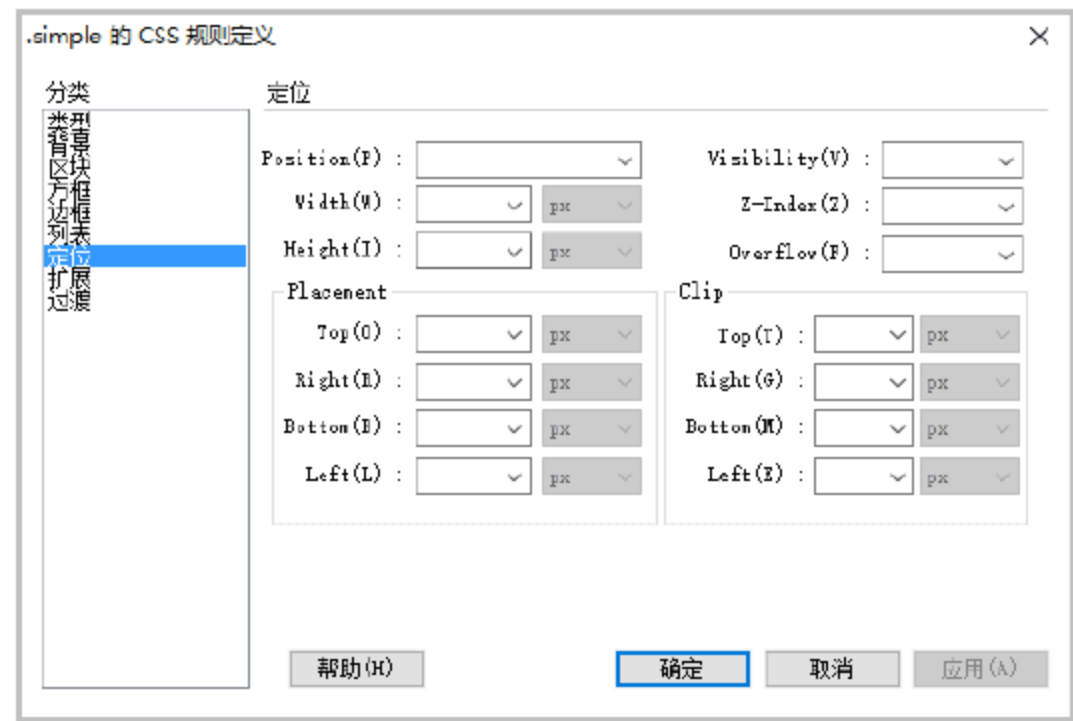 .simple 的 CSS 规则定义
分类
类型
背景
区块
方框
边框
列表
定位
扩展
过渡
定位
Position(P) :
Width(W) : px
Height(I) : px
Visibility(V) :
Z-Index(Z) :
Overflow(F) :
Placement
Top(O) : px
Right(R) : px
Bottom(B) : px
Left(L) : px
Clip
Top(T) : px
Right(G) : px
Bottom(M) : px
Left(E) : px
帮助(H)
确定
取消
应用(A)